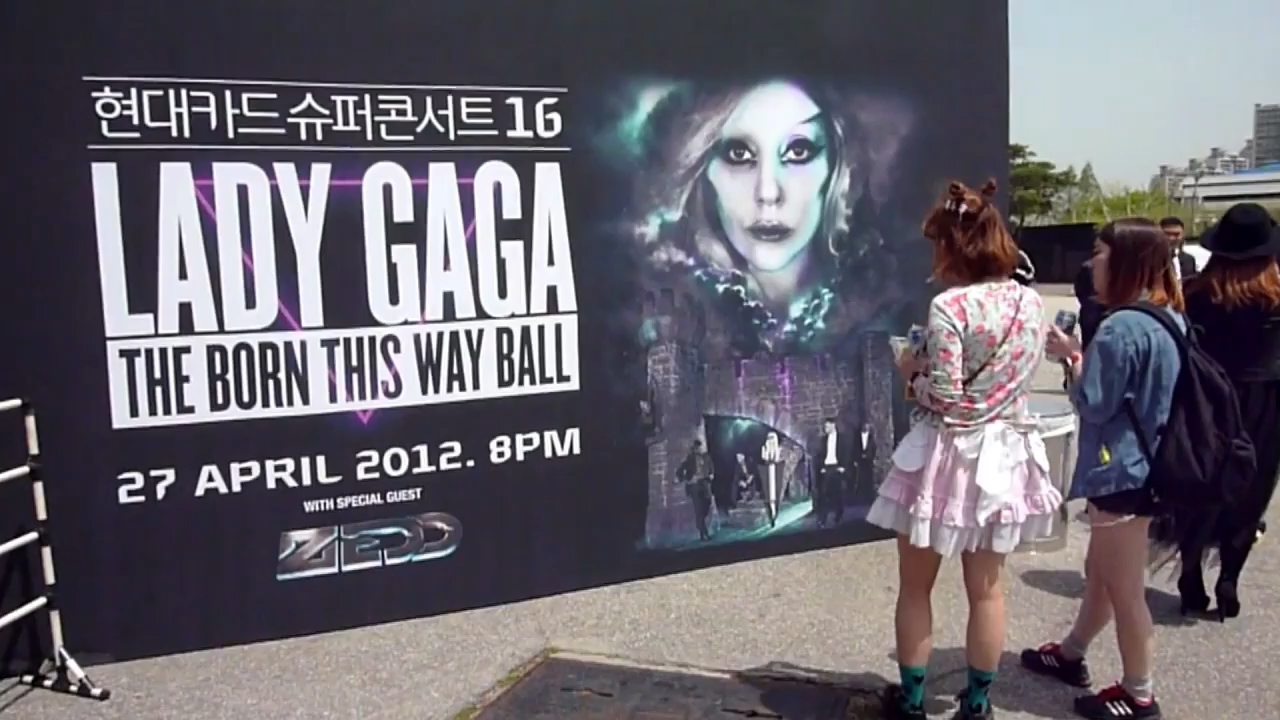 현대카드 슈퍼콘서트 16
LADY GAGA
THE BORN THIS WAY BALL
27 APRIL 2012. 8PM
WITH SPECIAL GUEST
ZEDD